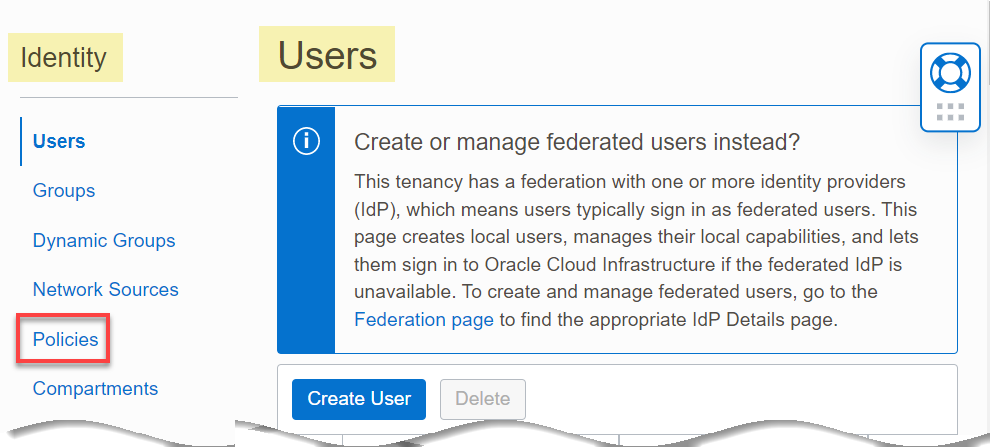 Identity
Users
Groups
Dynamic Groups
Network Sources
Policies
Compartments
Users
Create or manage federated users instead?
This tenancy has a federation with one or more identity providers
(IdP), which means users typically sign in as federated users. This
page creates local users, manages their local capabilities, and lets
them sign in to Oracle Cloud Infrastructure if the federated IdP is
unavailable. To create and manage federated users, go to the
Federation page to find the appropriate IdP Details page.
Create User
Delete